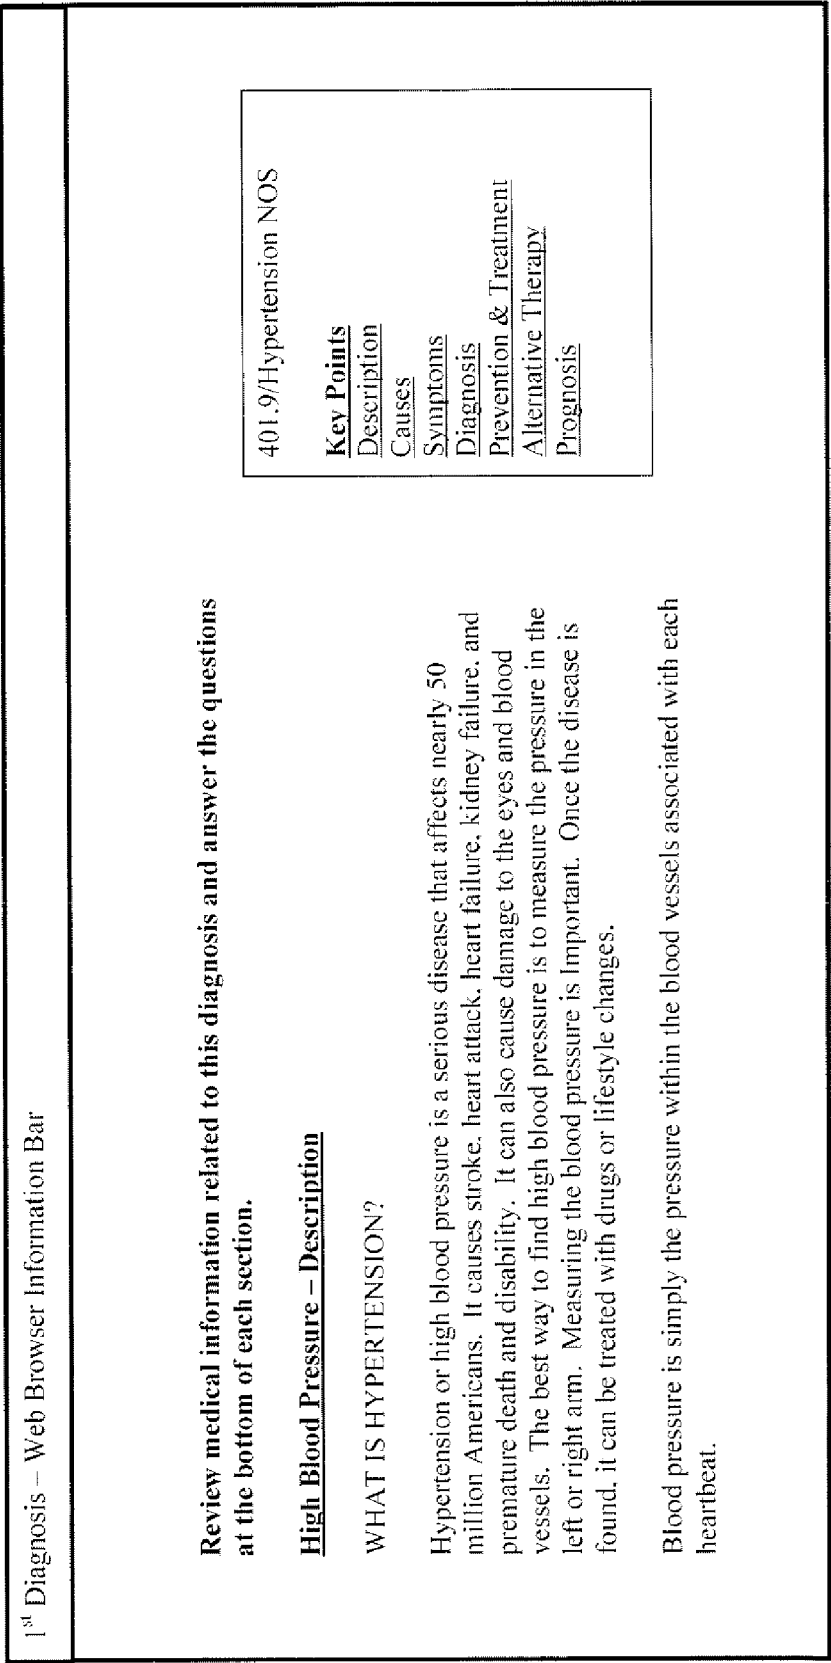 1st Diagnosis – Web Browser Information Bar
Review medical information related to this diagnosis and answer the questions
at the bottom of each section.
High Blood Pressure – Description
WHAT IS HYPERTENSION?
Hypertension or high blood pressure is a serious disease that affects nearly 50
million Americans. It causes stroke, heart attack, heart failure, kidney failure, and
premature death and disability. It can also cause damage to the eyes and blood
vessels. The best way to find high blood pressure is to measure the pressure in the
left or right arm. Measuring the blood pressure is Important. Once the disease is
found, it can be treated with drugs or lifestyle changes.
Blood pressure is simply the pressure within the blood vessels associated with each
heartbeat.
401.9/Hypertension NOS
Key Points
Description
Causes
Symptoms
Diagnosis
Prevention & Treatment
Alternative Therapy
Prognosis